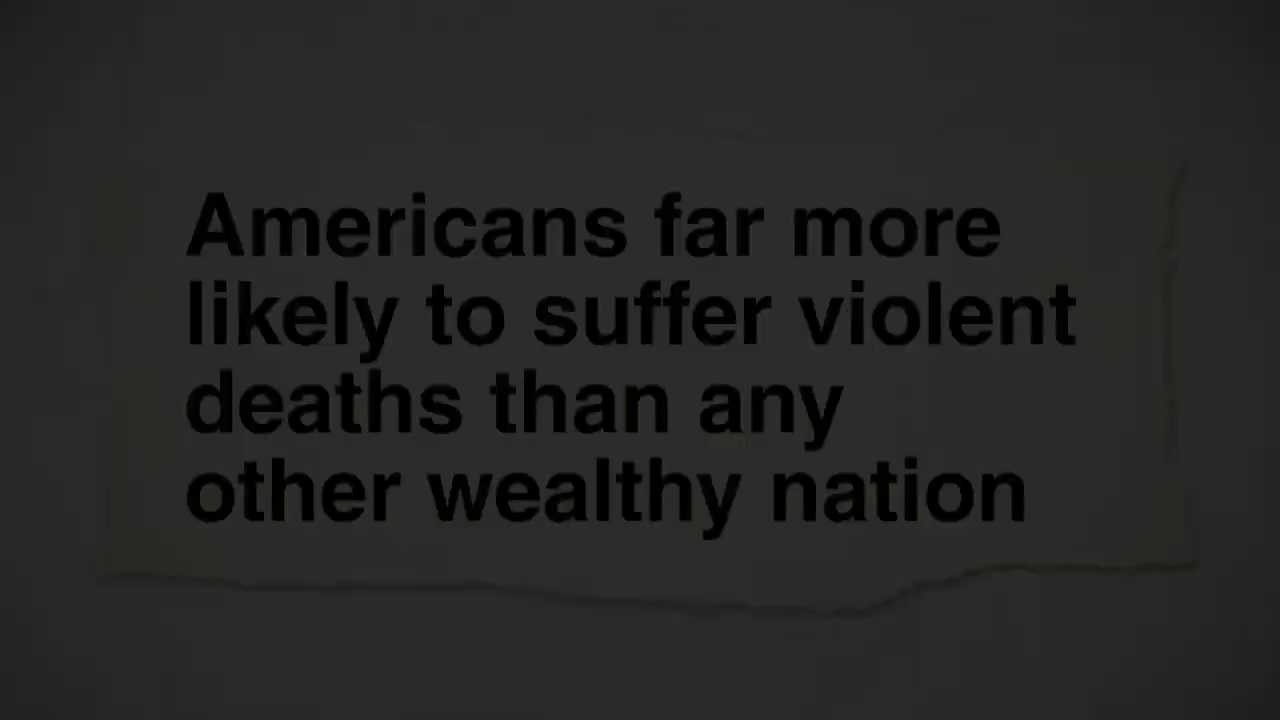 Americans far more
likely to suffer violent
deaths than any
other wealthy nation